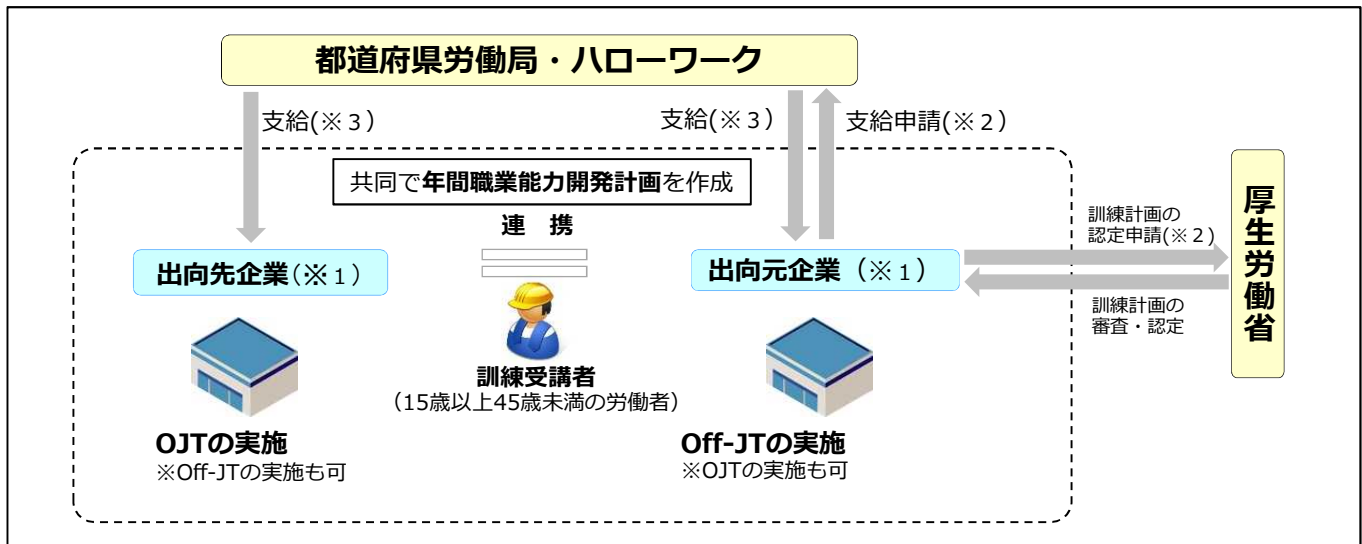 都道府県労働局・ハローワーク
支給(※３)
支給(※３)
支給申請(※２)
共同で年間職業能力開発計画を作成
連　携
出向先企業(※１)
出向元企業（※１）
訓練計画の
認定申請(※２)
訓練計画の
審査・認定
厚生労働省
訓練受講者
（15歳以上45歳未満の労働者）
OJTの実施
※Off-JTの実施も可
Off-JTの実施
※OJTの実施も可